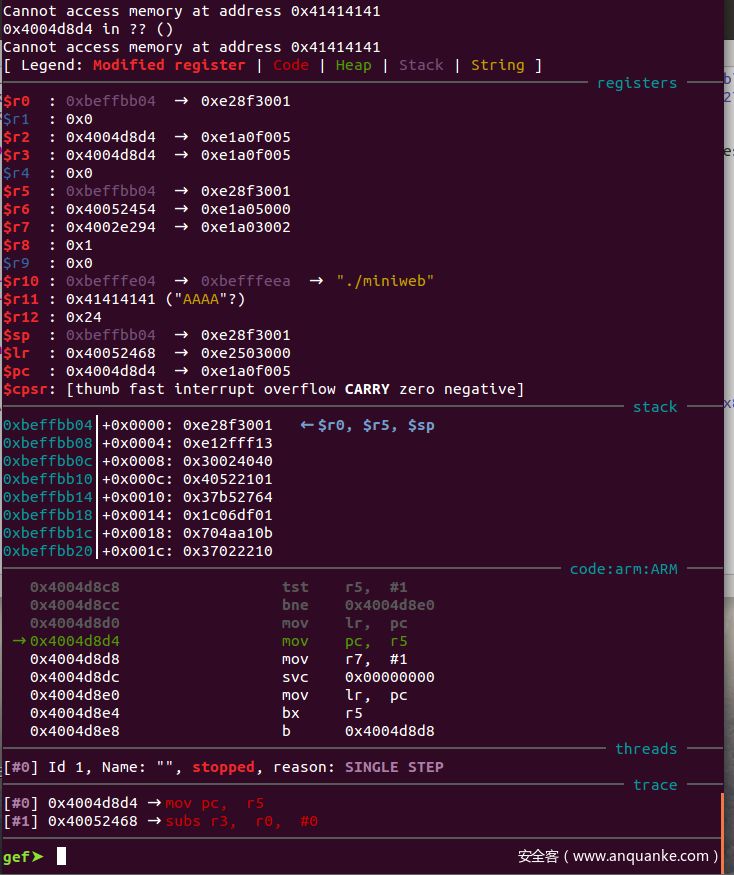 Cannot access memory at address 0x41414141
0x4004d8d4 in ?? ()
Cannot access memory at address 0x41414141
[ Legend: Modified register | Code | Heap | Stack | String ]
registers
$r0  : 0xbeffbb04  →  0xe28f3001
$r1  : 0x0
$r2  : 0x4004d8d4  →  0xe1a0f005
$r3  : 0x4004d8d4  →  0xe1a0f005
$r4  : 0x0
$r5  : 0xbeffbb04  →  0xe28f3001
$r6  : 0x40052454  →  0xe1a05000
$r7  : 0x4002e294  →  0xe1a03002
$r8  : 0x1
$r9  : 0x0
$r10 : 0xbefffe04  →  0xbefffeea  →  "./miniweb"
$r11 : 0x41414141 ("AAAA"?)
$r12 : 0x24
$sp  : 0xbeffbb04  →  0xe28f3001
$lr  : 0x40052468  →  0xe2503000
$pc  : 0x4004d8d4  →  0xe1a0f005
$cpsr: [thumb fast interrupt overflow CARRY zero negative]
stack
0xbeffbb04|+0x0000: 0xe28f3001   ←$r0, $r5, $sp
0xbeffbb08|+0x0004: 0xe12fff13
0xbeffbb0c|+0x0008: 0x30024040
0xbeffbb10|+0x000c: 0x40522101
0xbeffbb14|+0x0010: 0x37b52764
0xbeffbb18|+0x0014: 0x1c06df01
0xbeffbb1c|+0x0018: 0x704aa10b
0xbeffbb20|+0x001c: 0x37022210
code:arm:ARM
0x4004d8c8 tst r5, #1
0x4004d8cc bne 0x4004d8e0
0x4004d8d0 mov lr, pc
→0x4004d8d4 mov pc, r5
0x4004d8d8 mov r7, #1
0x4004d8dc svc 0x00000000
0x4004d8e0 mov lr, pc
0x4004d8e4 bx r5
0x4004d8e8 b 0x4004d8d8
threads
[#0] Id 1, Name: "", stopped, reason: SINGLE STEP
trace
[#0] 0x4004d8d4 →mov pc, r5
[#1] 0x40052468 →subs r3, r0, #0
gef➤
安全客（www.anquanke.com）